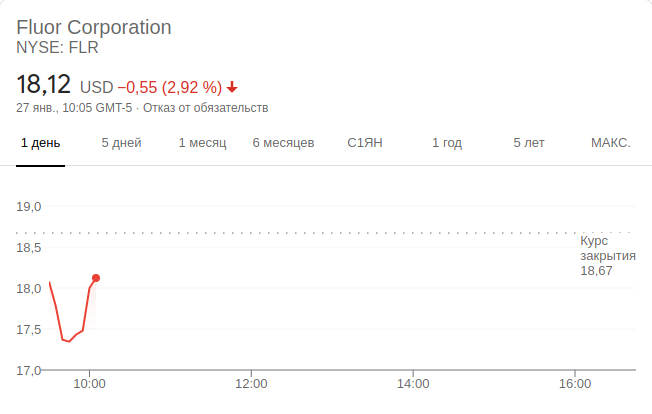 Fluor Corporation
NYSE: FLR
18,12 USD −0,55 (2,92 %)
27 янв., 10:05 GMT-5 · Отказ от обязательств
1 день 5 дней 1 месяц 6 месяцев С1ЯН 1 год 5 лет МАКС.
19,0
18,5
18,0
17,5
17,0
Курс
закрытия
18,67
10:00 12:00 14:00 16:00